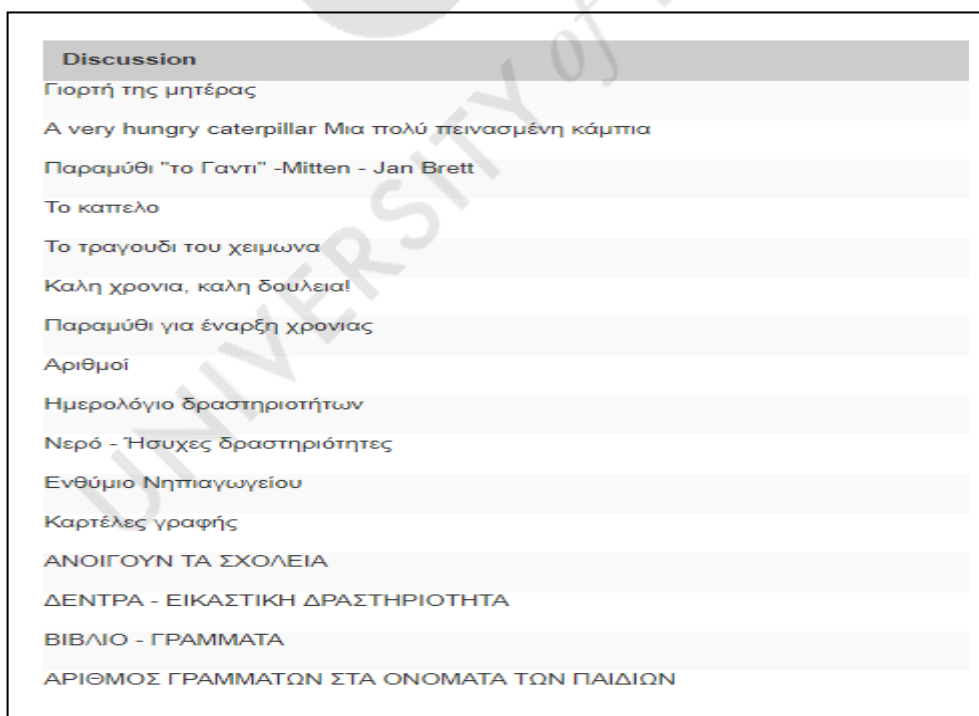 Discussion
Γιορτή της μητέρας
A very hungry caterpillar Μια πολύ πεινασμένη κάμπια
Παραμύθι "το Γαντι" -Mitten - Jan Brett
Το καπελο
Το τραγουδι του χειμωνα
Καλη χρονια, καλη δουλεια!
Παραμύθι για έναρξη χρονιας
Αριθμοί
Ημερολόγιο δραστηριοτήτων
Νερό - Ήσυχες δραστηριότητες
Ενθύμιο Νηπιαγωγείου
Καρτέλες γραφής
ΑΝΟΙΓΟΥΝ ΤΑ ΣΧΟΛΕΙΑ
ΔΕΝΤΡΑ - ΕΙΚΑΣΤΙΚΗ ΔΡΑΣΤΗΡΙΟΤΗΤΑ
ΒΙΒΛΙΟ - ΓΡΑΜΜΑΤΑ
ΑΡΙΘΜΟΣ ΓΡΑΜΜΑΤΩΝ ΣΤΑ ΟΝΟΜΑΤΑ ΤΩΝ ΠΑΙΔΙΩΝ
UNIVERSITY of